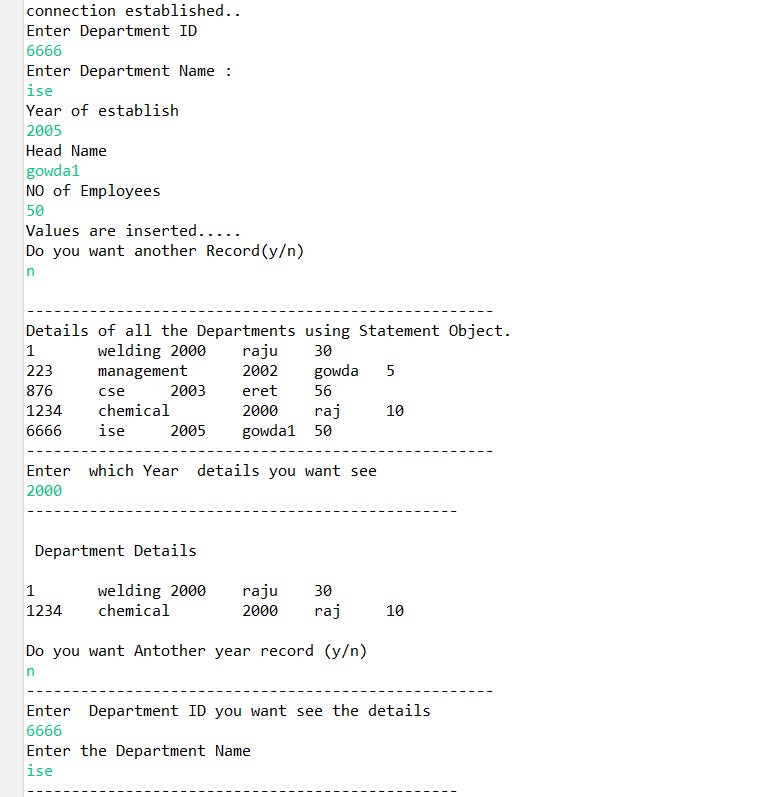 connection established..
Enter Department ID
6666
Enter Department Name :
ise
Year of establish
2005
Head Name
gowda1
NO of Employees
50
Values are inserted.....
Do you want another Record(y/n)
n
----------------------------------------------------
Details of all the Departments using Statement Object.
1       welding 2000    raju    30
223     management      2002    gowda   5
876     cse     2003    eret    56
1234    chemical        2000    raj     10
6666    ise     2005    gowda1  50
----------------------------------------------------
Enter  which Year  details you want see
2000
------------------------------------------------
 Department Details
1       welding 2000    raju    30
1234    chemical        2000    raj     10
Do you want Antother year record (y/n)
n
----------------------------------------------------
Enter  Department ID you want see the details
6666
Enter the Department Name
ise
------------------------------------------------